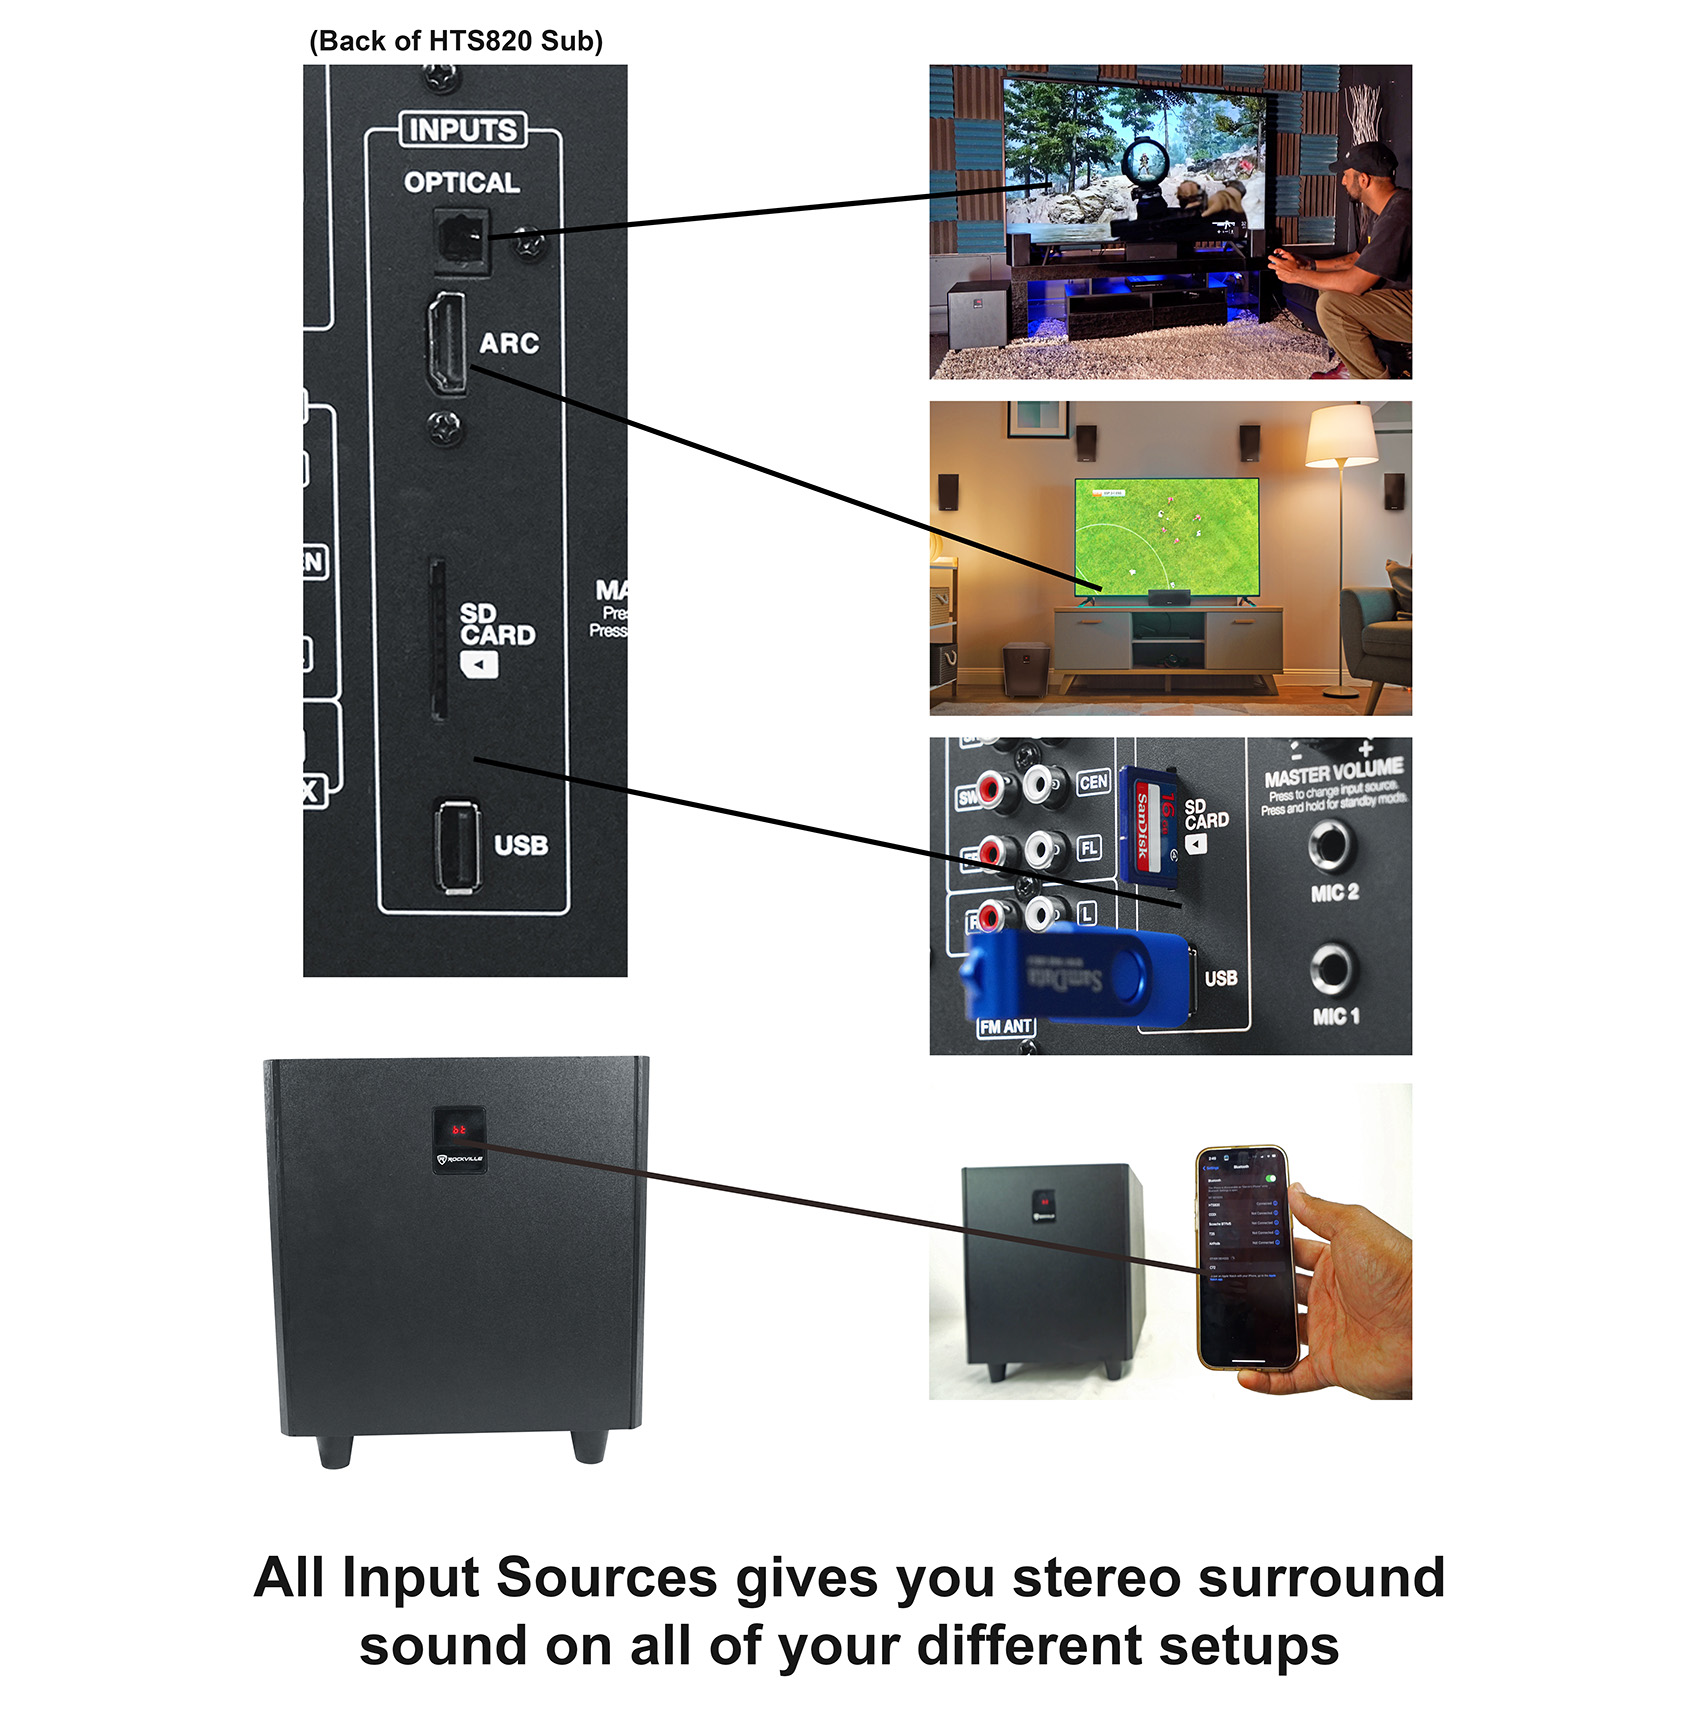 (Back of HTS820 Sub)
INPUTS
OPTICAL
ARC
SD
CARD
USB
EN
X
MA
Pre
Press
CEN
SW
FL
L
R
SanDisk
SD
CARD
USB
FM ANT
MASTER VOLUME
Press to change input source.
Press and hold for standby mode.
MIC 2
MIC 1
bt
ROCKVILLE
Bluetooth
All Input Sources gives you stereo surround
sound on all of your different setups